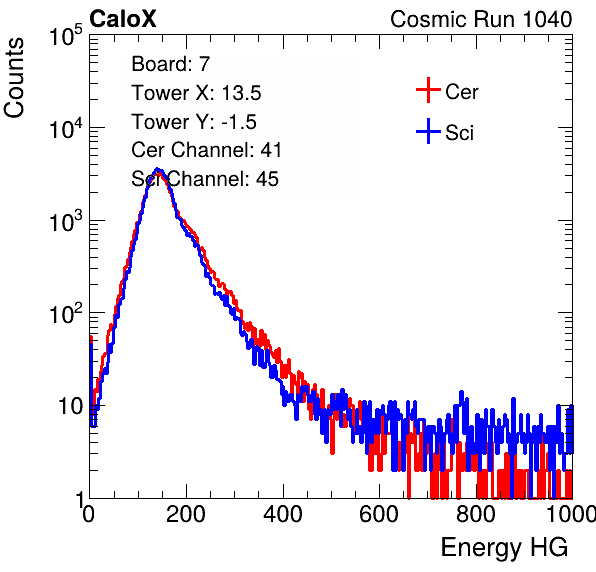 CaloX Cosmic Run 1040
Counts
10^5
10^4
10^3
10^2
10
1
Board: 7
Tower X: 13.5
Tower Y: -1.5
Cer Channel: 41
Sci Channel: 45
Cer
Sci
0 200 400 600 800 1000
Energy HG